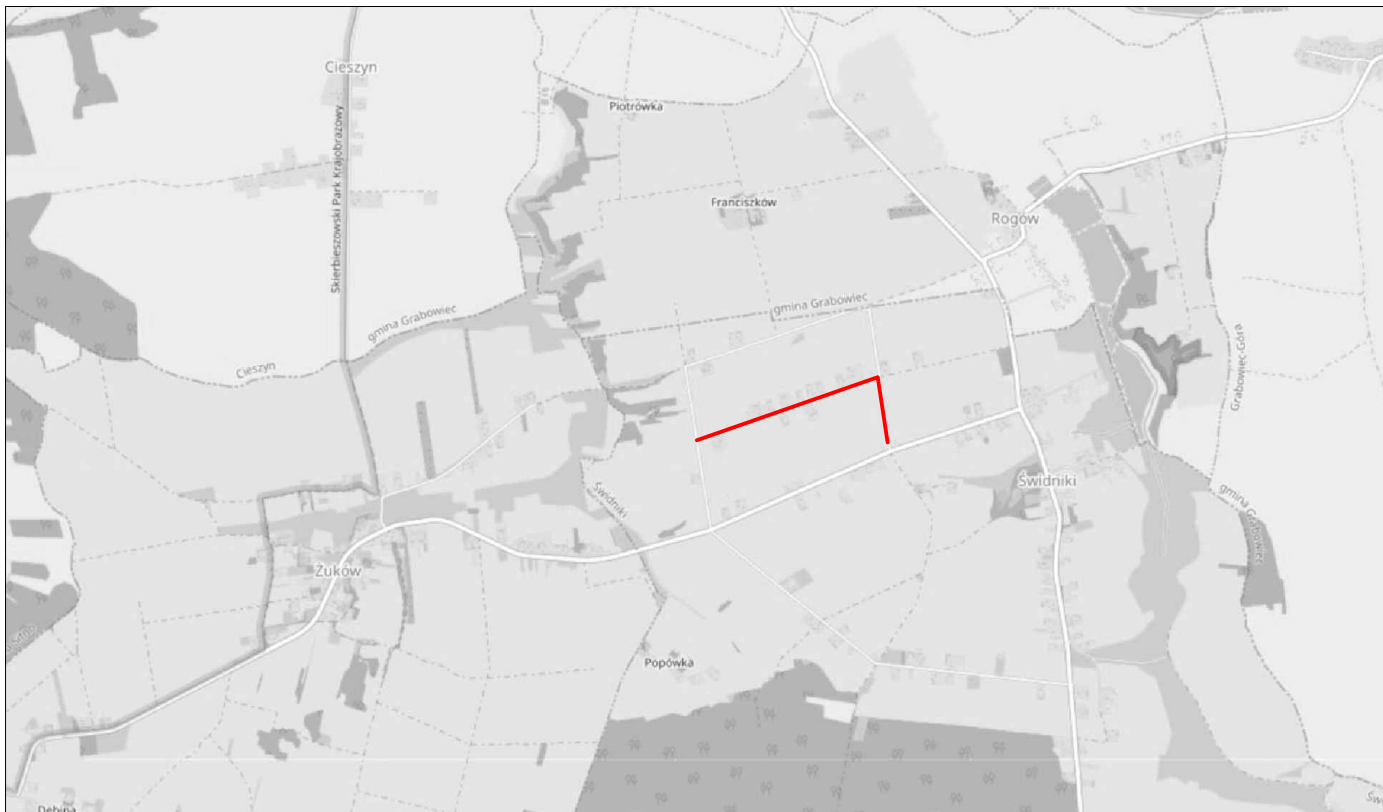 Cieszyn
Piotrówka
Skierbieszowski Park Krajobrazowy
Franciszków
Rogów
gmina Grabowiec
gmina Grabowiec
Cieszyn
Grabowiec-Góra
Świdniki
Świdniki
gmina Grabowiec
Żuków
Sitno
Popówka
Dębina